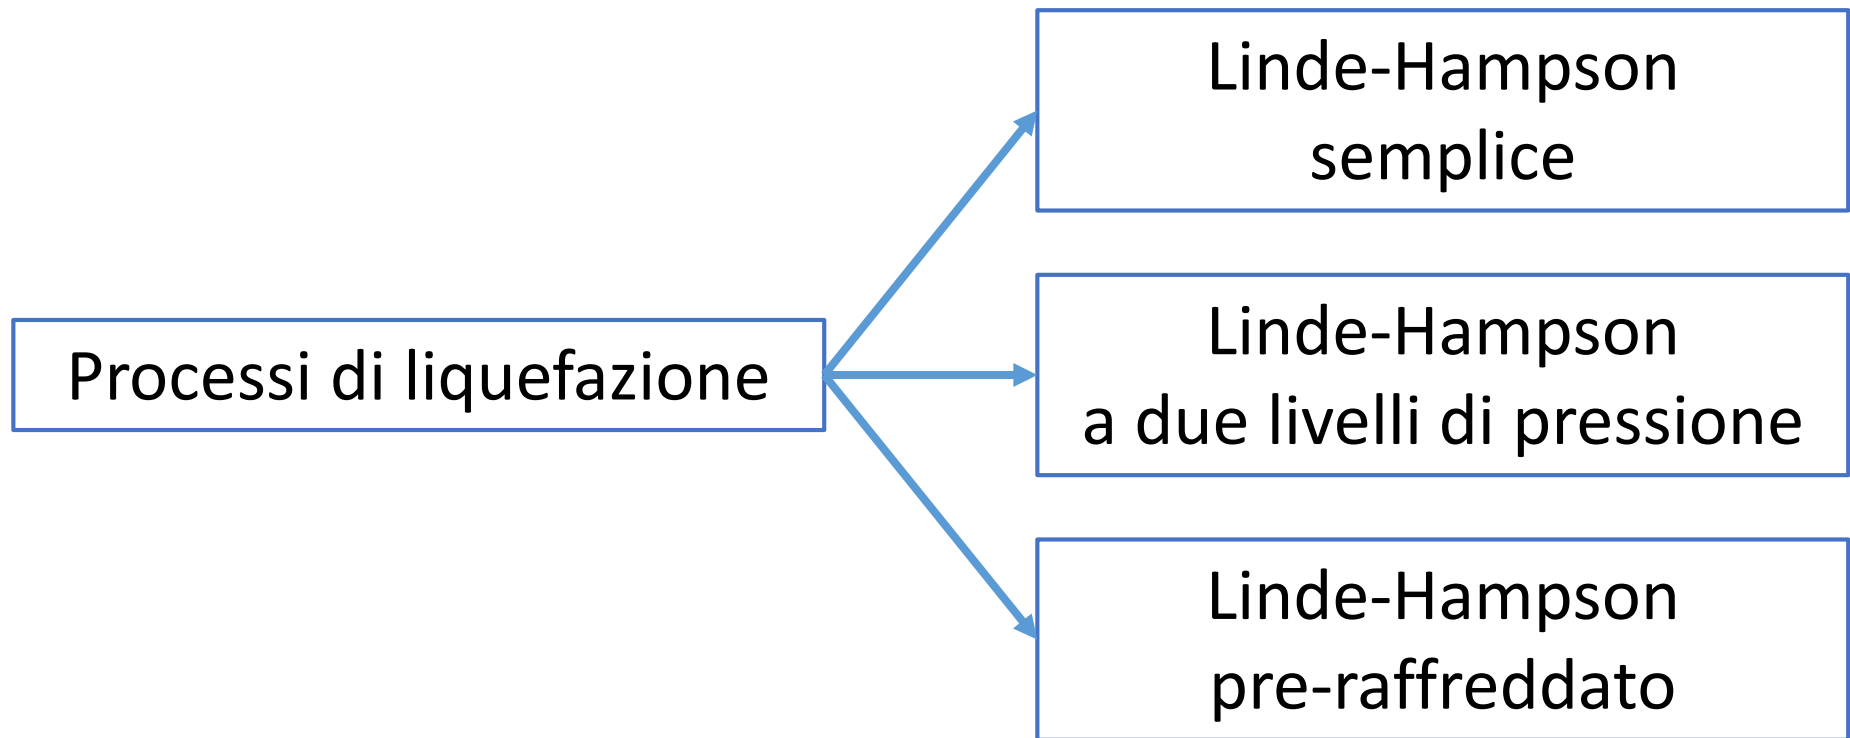 Linde-Hampson
semplice
Processi di liquefazione
Linde-Hampson
a due livelli di pressione
Linde-Hampson
pre-raffreddato